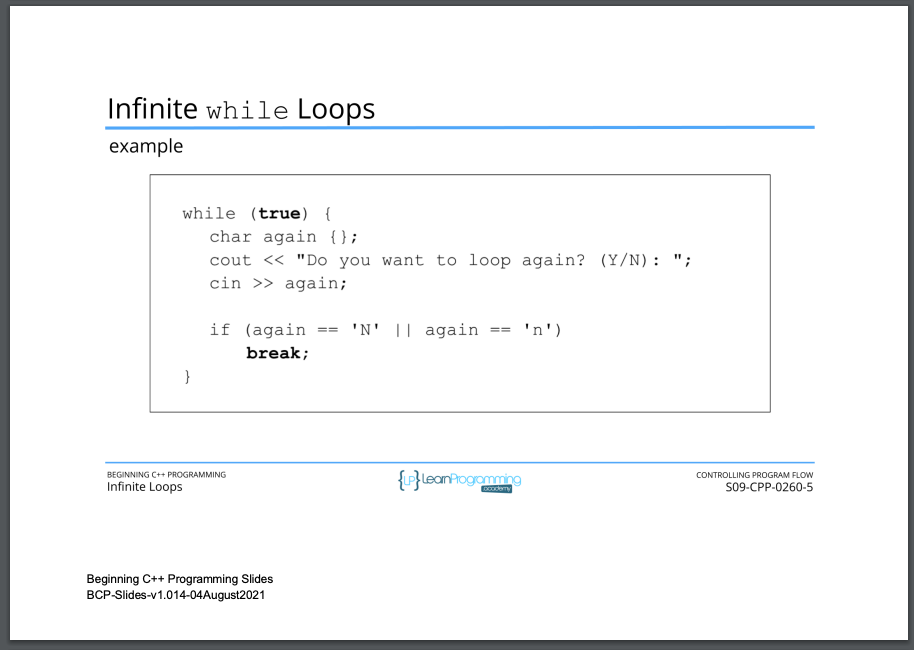 Infinite while Loops
example
while (true) {
char again {};
cout << "Do you want to loop again? (Y/N): ";
cin >> again;
if (again == 'N' || again == 'n')
break;
}
BEGINNING C++ PROGRAMMING
Infinite Loops
{LP} LearnProgramming
academy
CONTROLLING PROGRAM FLOW
S09-CPP-0260-5
Beginning C++ Programming Slides
BCP-Slides-v1.014-04August2021